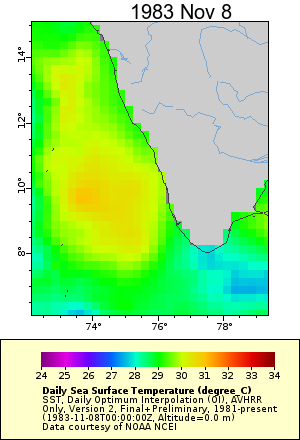 1983 Nov 8
14°
12°
10°
8°
74°
76°
78°
24 25 26 27 28 29 30 31 32 33 34
Daily Sea Surface Temperature (degree_C)
SST, Daily Optimum Interpolation (OI), AVHRR
Only, Version 2, Final+Preliminary, 1981-present
(1983-11-08T00:00:00Z, Altitude=0.0 m)
Data courtesy of NOAA NCEI